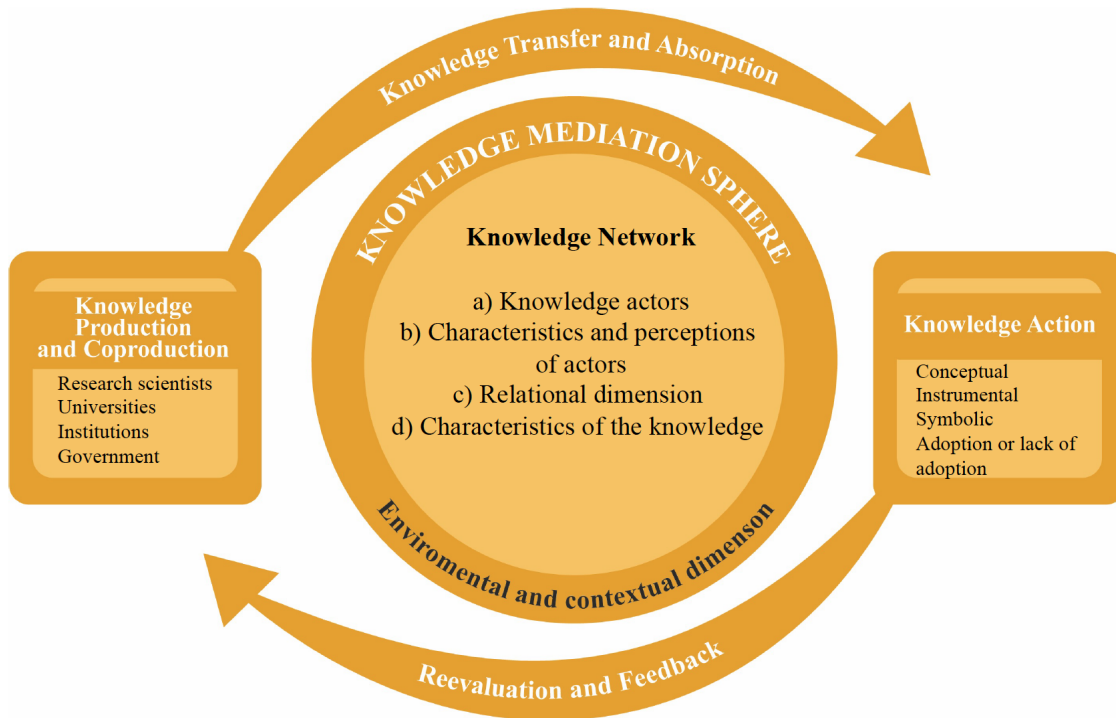 Knowledge Transfer and Absorption
KNOWLEDGE MEDIATION SPHERE
Knowledge Network
a) Knowledge actors
b) Characteristics and perceptions
of actors
c) Relational dimension
d) Characteristics of the knowledge
Enviromental and contextual dimenson
Knowledge
Production
and Coproduction
Research scientists
Universities
Institutions
Government
Knowledge Action
Conceptual
Instrumental
Symbolic
Adoption or lack of
adoption
Reevaluation and Feedback